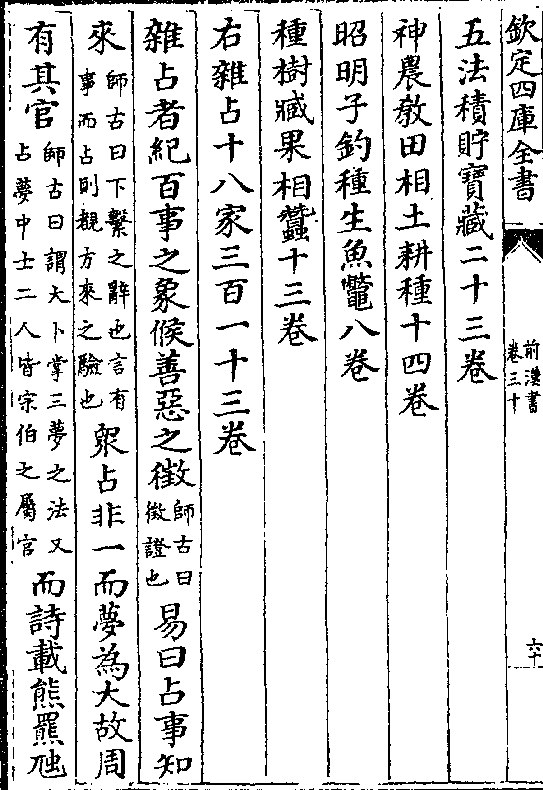 欽定四庫全書
前漢書
卷三十
六十
五法積貯寶藏二十三卷
神農教田相土耕種十四卷
昭明子釣種生魚鼈八卷
種樹臧果相蠶十三卷
右雜占十八家三百一十三卷
雜占者紀百事之象候善惡之徴師古曰徵證也易曰占事知
來師古曰下繫之辭也言有事而占則覩方來之驗也衆占非一而夢為大故周
有其官師古曰謂大卜掌三夢之法又占夢中士二人皆宗伯之屬官而詩載熊羆虺